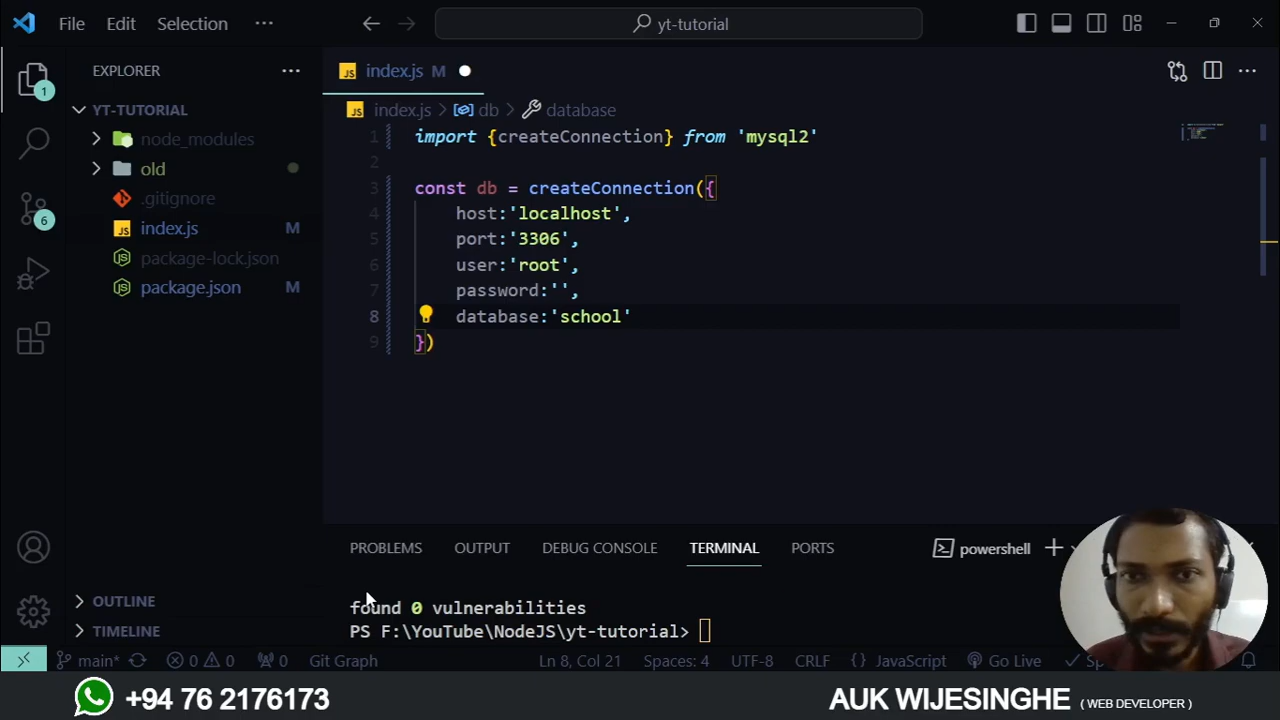 File Edit Selection ··· yt-tutorial
EXPLORER ···
index.js M
YT-TUTORIAL
index.js > db > database
node_modules
old
.gitignore
index.js M
package-lock.json
package.json M
1
6
1 import {createConnection} from 'mysql2'
2
3 const db = createConnection({
4 host:'localhost',
5 port:'3306',
6 user:'root',
7 password:'',
8 database:'school'
9 })
PROBLEMS OUTPUT DEBUG CONSOLE TERMINAL PORTS powershell
found 0 vulnerabilities
PS F:\YouTube\NodeJS\yt-tutorial>
OUTLINE
TIMELINE
main* 0 0 0 Git Graph Ln 8, Col 21 Spaces: 4 UTF-8 CRLF {} JavaScript Go Live
+94 76 2176173
AUK WIJESINGHE ( WEB DEVELOPER )